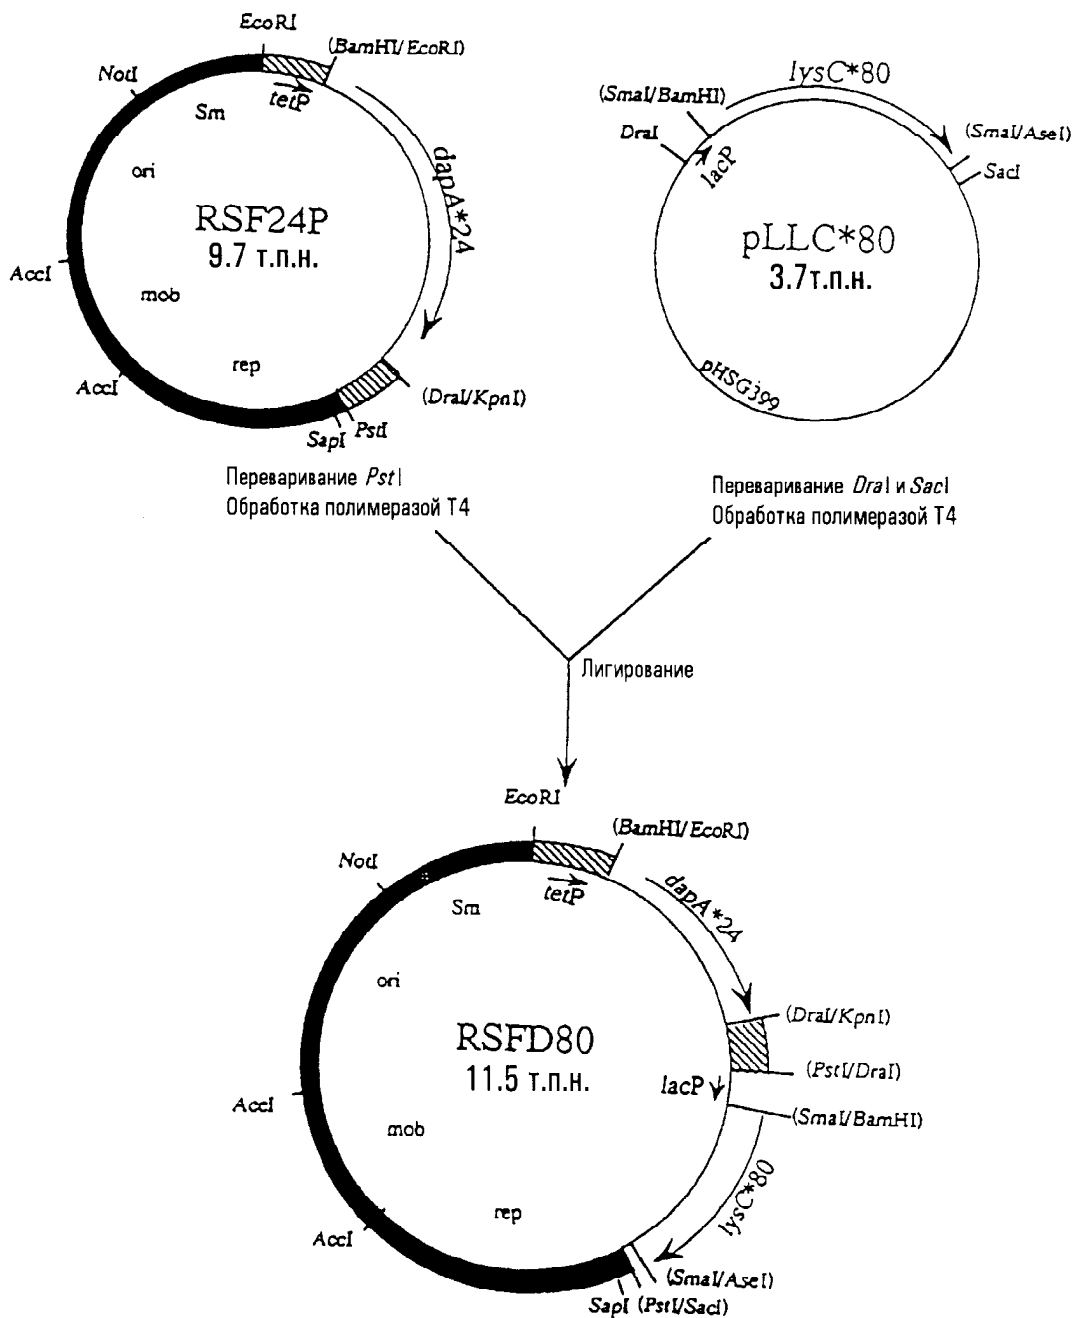 EcoRI
(BamHI/EcoRI)
NotI
tetP
Sm
ori
dapA*24
RSF24P
9.7 т.п.н.
AccI
mob
rep
AccI
(DraI/KpnI)
PstI
SapI
lysC*80
(SmaI/BamHI)
(SmaI/AseI)
DraI
lacP
SacI
pLLC*80
3.7т.п.н.
pHSG399
Переваривание PstI
Обработка полимеразой Т4
Переваривание DraI и SacI
Обработка полимеразой Т4
Лигирование
EcoRI
(BamHI/EcoRI)
NotI
tetP
dapA*24
Sm
ori
(DraI/KpnI)
RSFD80
11.5 т.п.н.
(PstI/DraI)
lacP
AccI
(SmaI/BamHI)
mob
lysC*80
rep
AccI
(SmaI/AseI)
SapI (PstI/SacI)